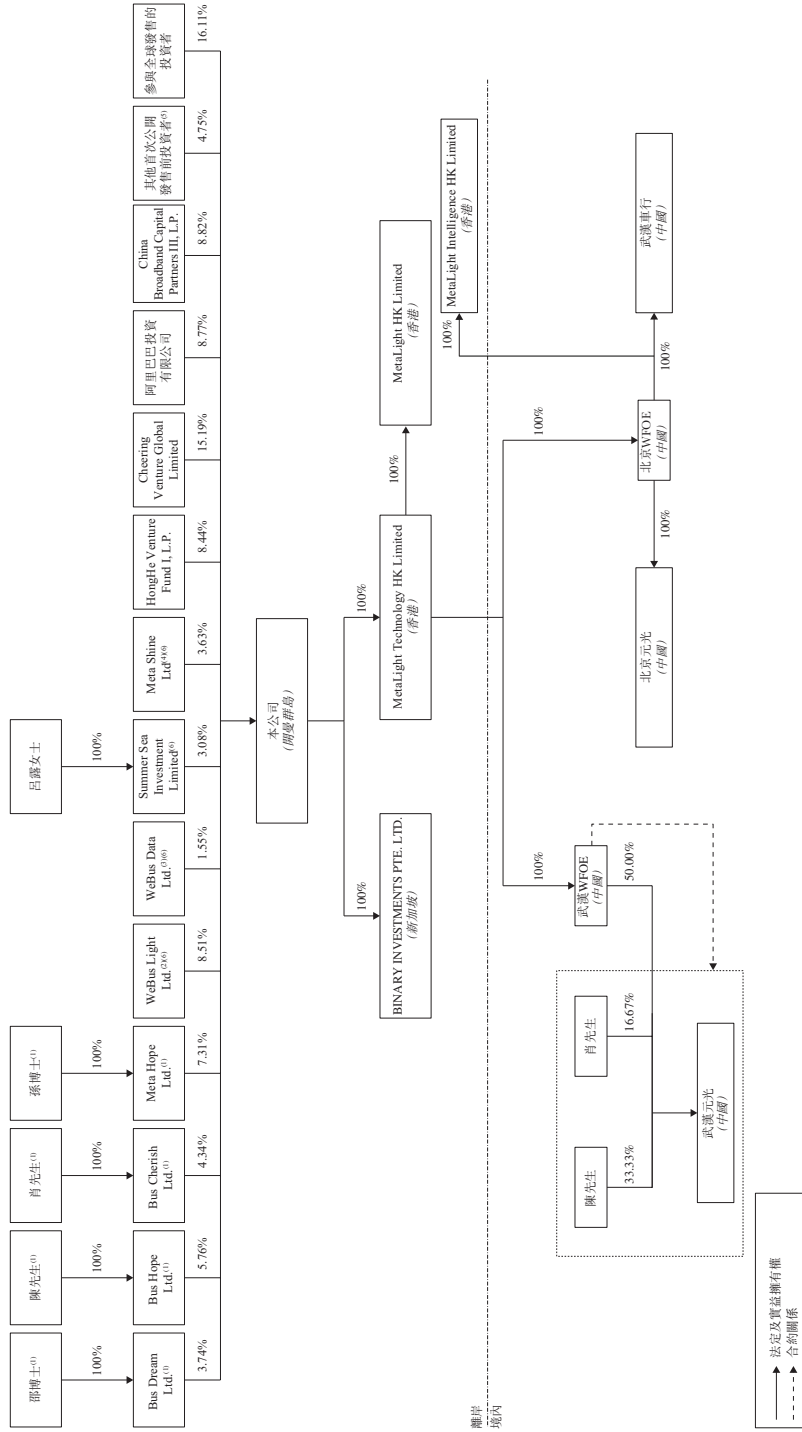 邵博士(1)
陳先生(1)
肖先生(1)
孫博士(1)
呂露女士
100%
100%
100%
100%
100%
Bus Dream
Ltd.(1)
Bus Hope
Ltd.(1)
Bus Cherish
Ltd.(1)
Meta Hope
Ltd.(1)
WeBus Light
Ltd.(2)(6)
WeBus Data
Ltd.(3)(6)
Summer Sea
Investment
Limited(6)
Meta Shine
Ltd(4)(6)
HongHe Venture
Fund I, L.P.
Cheering
Venture Global
Limited
阿里巴巴投資
有限公司
China
Broadband Capital
Partners III, L.P.
其他首次公開
發售前投資者(5)
參與全球發售的
投資者
3.74%
5.76%
4.34%
7.31%
8.51%
1.55%
3.08%
3.63%
8.44%
15.19%
8.77%
8.82%
4.75%
16.11%
本公司
(開曼群島)
100%
100%
BINARY INVESTMENTS PTE. LTD.
(新加坡)
MetaLight Technology HK Limited
(香港)
100%
MetaLight HK Limited
(香港)
離岸
境內
MetaLight Intelligence HK Limited
(香港)
100%
100%
100%
武漢WFOE
(中國)
北京WFOE
(中國)
100%
武漢車行
(中國)
50.00%
100%
陳先生
肖先生
33.33%
16.67%
武漢元光
(中國)
北京元光
(中國)
法定及實益擁有權
合約關係